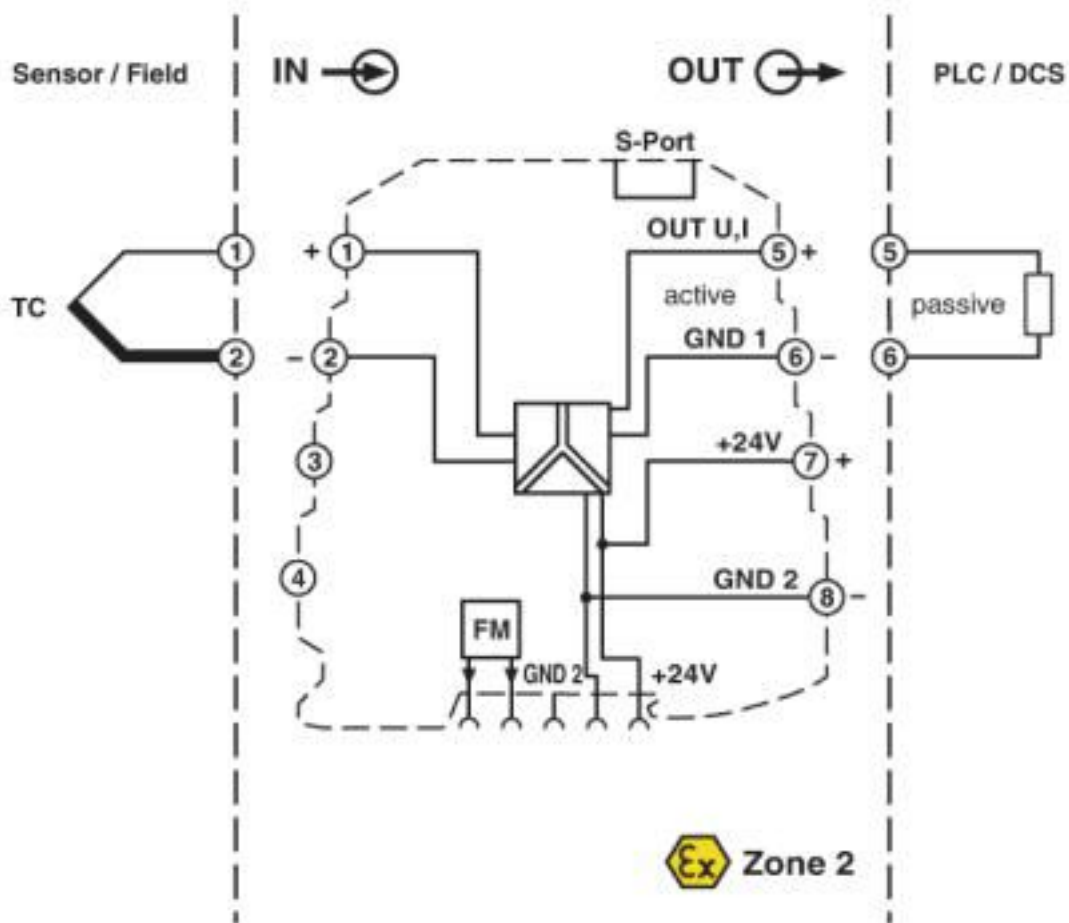 Sensor / Field
IN
OUT
PLC / DCS
S-Port
OUT U,I
1
+ 1
5 +
5
TC
active
passive
GND 1
2
- 2
6 -
6
+24V
3
7 +
4
GND 2
8 -
FM
GND 2
+24V
Ex Zone 2